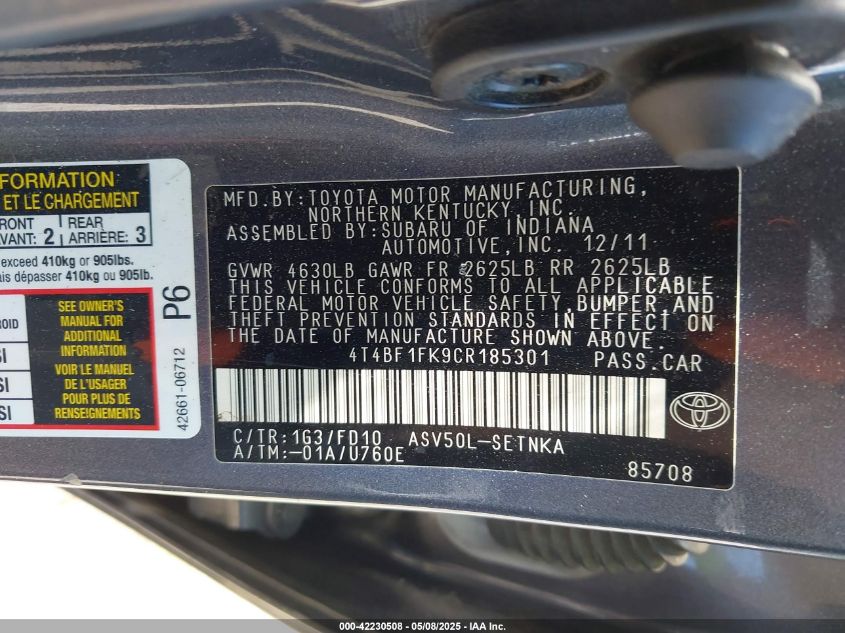 FORMATION
ET LE CHARGEMENT
FRONT
AVANT: 2
REAR
ARRIÈRE: 3
exceed 410kg or 905lbs.
dépasser 410kg ou 905lb.
SEE OWNER'S
MANUAL FOR
ADDITIONAL
INFORMATION
VOIR LE MANUEL
DE L'USAGER
POUR PLUS DE
RENSEIGNEMENTS
P6
42661-06712
MFD.BY:TOYOTA MOTOR MANUFACTURING,
NORTHERN KENTUCKY,INC.
ASSEMBLED BY:SUBARU OF INDIANA
AUTOMOTIVE,INC. 12/11
GVWR 4630LB GAWR FR 2625LB RR 2625LB
THIS VEHICLE CONFORMS TO ALL APPLICABLE
FEDERAL MOTOR VEHICLE SAFETY,BUMPER,AND
THEFT PREVENTION STANDARDS IN EFFECT ON
THE DATE OF MANUFACTURE SHOWN ABOVE.
4T4BF1FK9CR185301 PASS.CAR
C/TR:1G3/FD10 ASV50L-SETNKA
A/TM:-01A/U760E
85708
TOYOTA
000-42230508 - 05/08/2025 - IAA Inc.